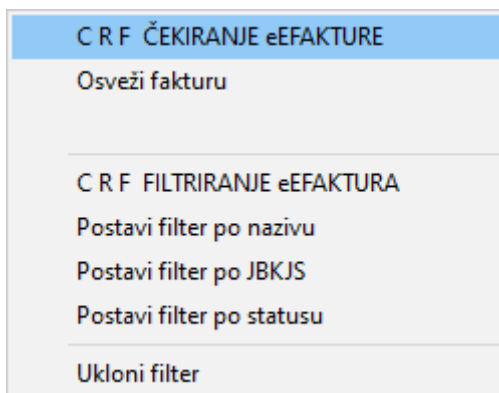 C R F  ČEKIRANJE eEFAKTURE
Osveži fakturu
C R F  FILTRIRANJE eEFAKTURA
Postavi filter po nazivu
Postavi filter po JBKJS
Postavi filter po statusu
Ukloni filter